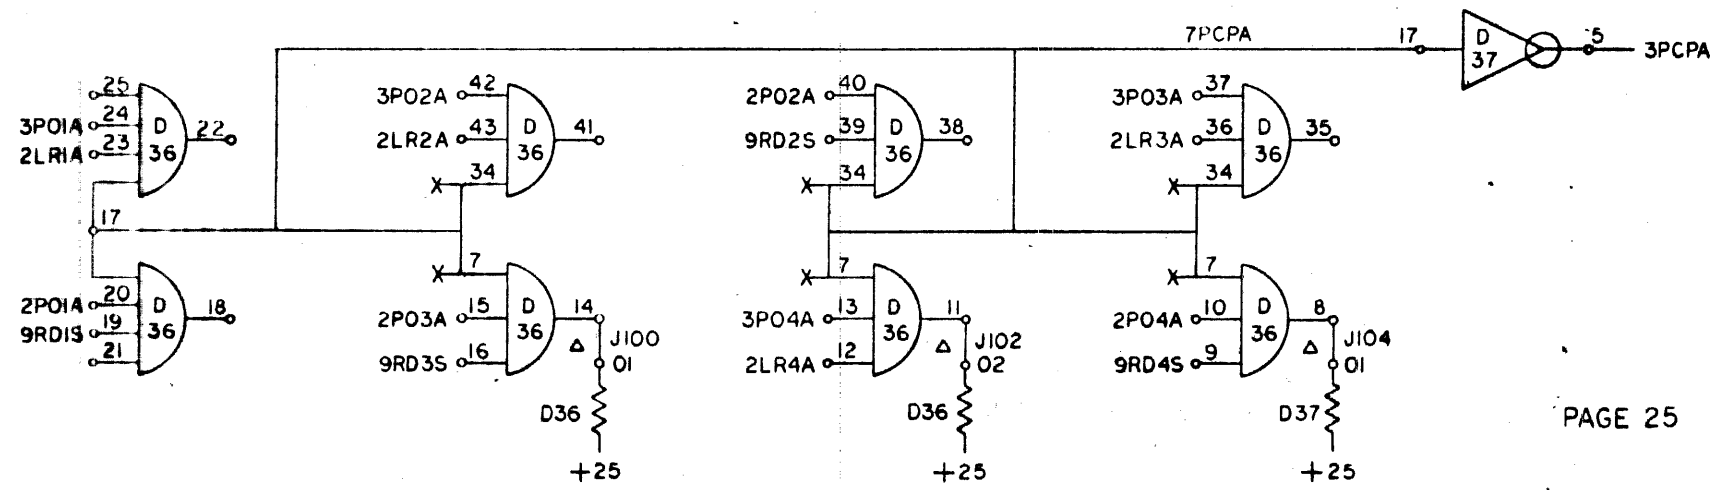 7PCPA 17 D 37 5 3PCPA
25 3P01A 24 2LR1A 23 D 36 22
3P02A 42 2LR2A 43 X 34 D 36 41
2P02A 40 9RD2S 39 X 34 D 36 38
3P03A 37 2LR3A 36 X 34 D 36 35
17
2P01A 20 9RD1S 19 21 D 36 18
X 7 2P03A 15 9RD3S 16 D 36 14 Δ J100 01
X 7 3P04A 13 2LR4A 12 D 36 11 Δ J102 02
X 7 2P04A 10 9RD4S 9 D 36 8 Δ J104 01
D36 +25
D36 +25
D37 +25
PAGE 25